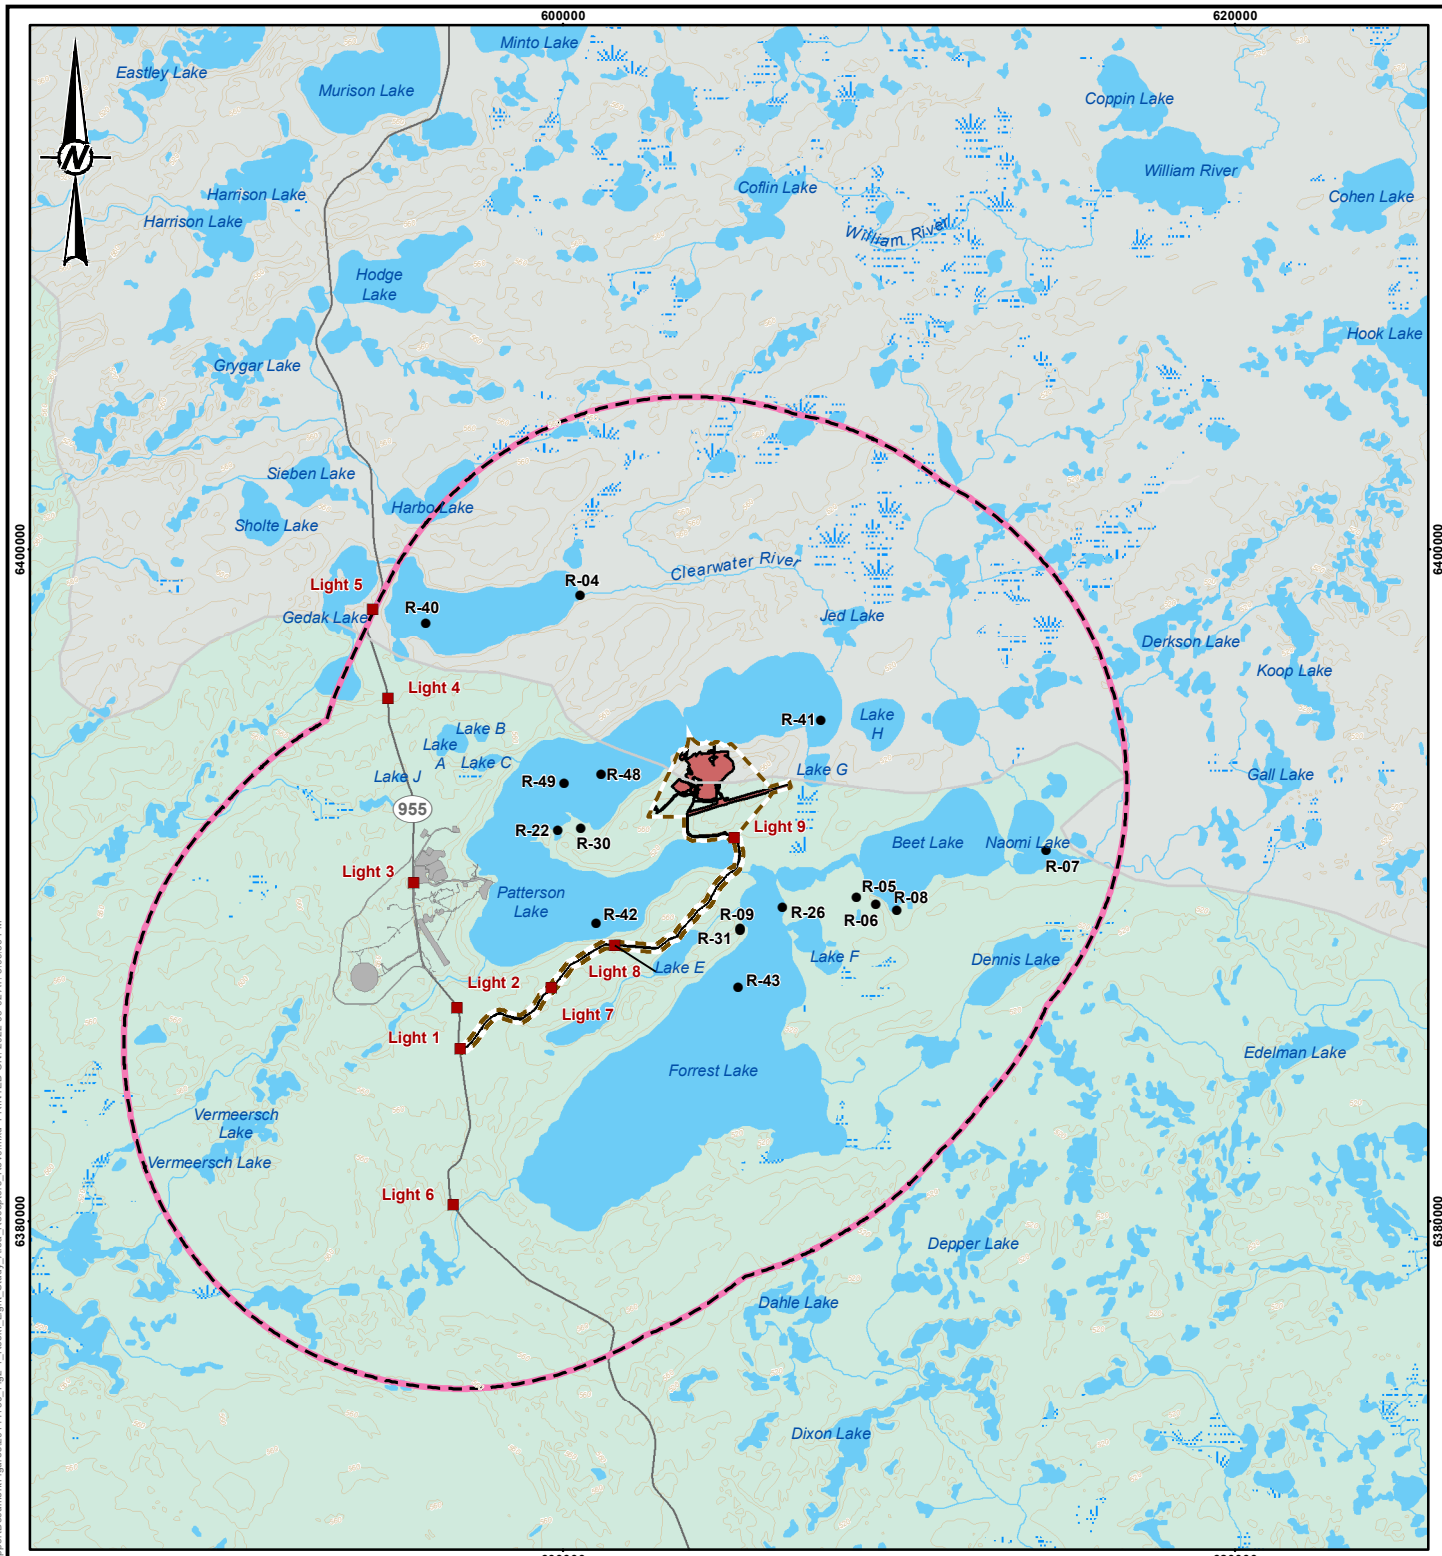 600000
620000
Minto Lake
Eastley Lake
Murison Lake
Coppin Lake
N
William River
Coflin Lake
Harrison Lake
Cohen Lake
Harrison Lake
William River
Hodge
Lake
Hook Lake
Grygar Lake
Sieben Lake
Harbo Lake
Sholte Lake
6400000
6400000
Clearwater River
Light 5
R-04
R-40
Gedak Lake
Jed Lake
Derkson Lake
Koop Lake
Light 4
R-41
Lake
H
Lake B
Lake
A
Lake C
Lake J
R-49
R-48
Lake G
Gall Lake
955
R-22
R-30
Light 9
Beet Lake
Naomi Lake
R-07
Light 3
Patterson
Lake
R-05
R-08
R-06
R-42
R-09
R-26
R-31
Lake F
Dennis Lake
Light 8
Lake E
R-43
Light 2
Light 7
Light 1
Edelman Lake
Forrest Lake
Vermeersch
Lake
Vermeersch Lake
Light 6
6380000
6380000
Depper Lake
Dahle Lake
Dixon Lake